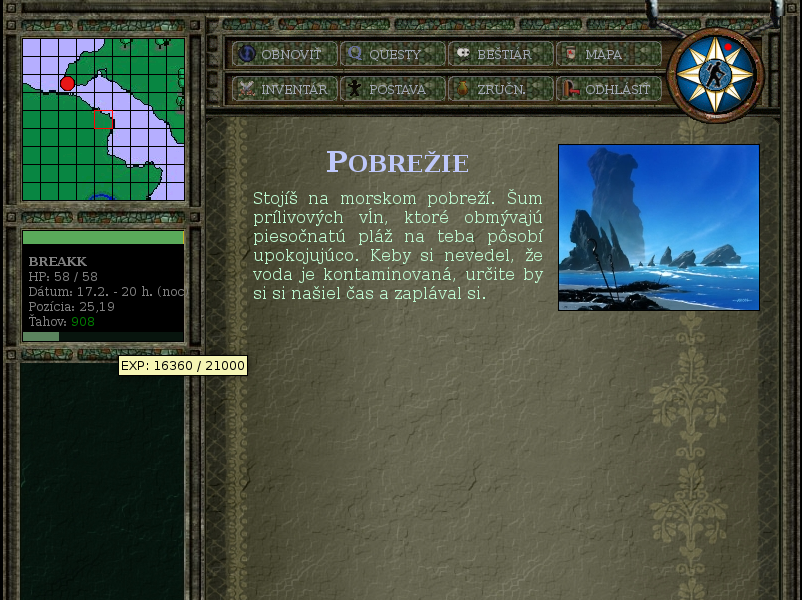 OBNOVIŤ QUESTY BEŠTIÁR MAPA
INVENTÁR POSTAVA ZRUČN. ODHLÁSIŤ
POBREŽIE
Stojíš na morskom pobreží. Šum
prílivových vĺn, ktoré obmývajú
piesočnatú pláž na teba pôsobí
upokojujúco. Keby si nevedel, že
voda je kontaminovaná, určite by
si si našiel čas a zaplával si.
BREAKK
HP: 58 / 58
Dátum: 17.2. - 20 h. (noc
Pozícia: 25,19
Ťahov: 908
EXP: 16360 / 21000